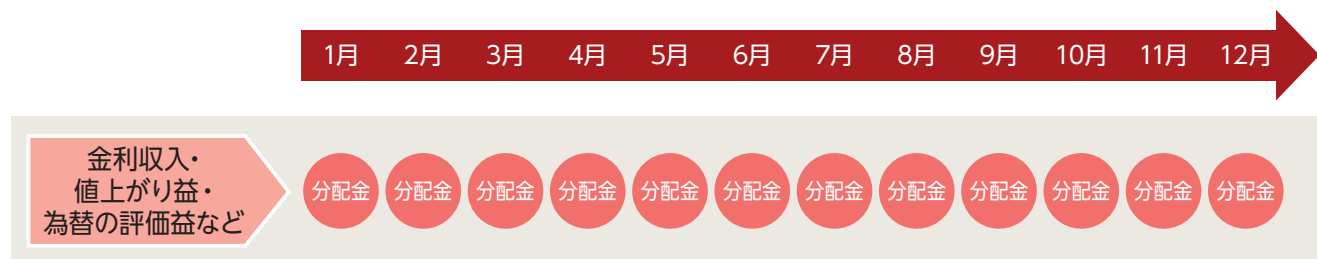 1月 2月 3月 4月 5月 6月 7月 8月 9月 10月 11月 12月
金利収入・
値上がり益・
為替の評価益など
分配金 分配金 分配金 分配金 分配金 分配金 分配金 分配金 分配金 分配金 分配金 分配金